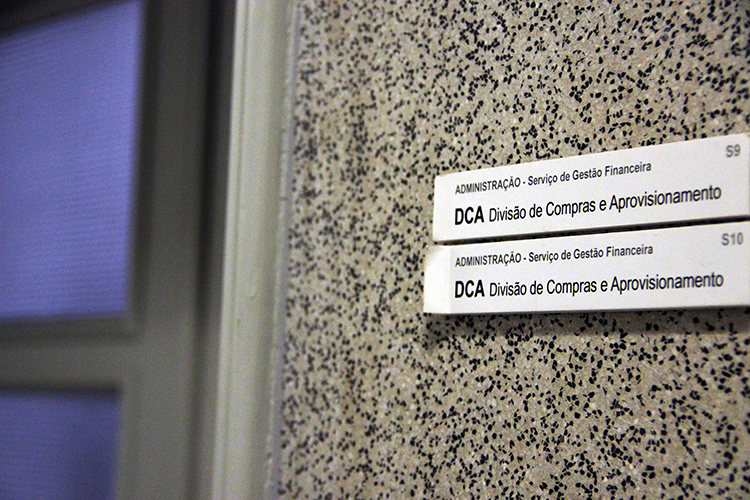 S9
ADMINISTRAÇÃO - Serviço de Gestão Financeira
DCA Divisão de Compras e Aprovisionamento
S10
ADMINISTRAÇÃO - Serviço de Gestão Financeira
DCA Divisão de Compras e Aprovisionamento